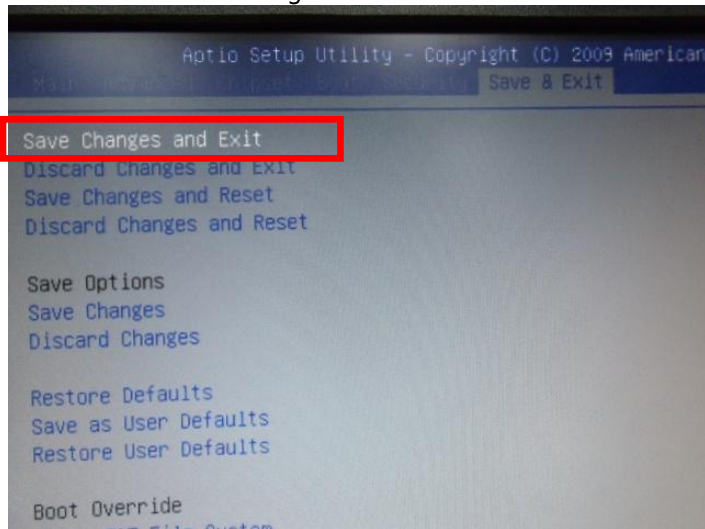 Aptio Setup Utility - Copyright (C) 2009 American
Main Save & Exit
Save Changes and Exit
Discard Changes and Exit
Save Changes and Reset
Discard Changes and Reset
Save Options
Save Changes
Discard Changes
Restore Defaults
Save as User Defaults
Restore User Defaults
Boot Override